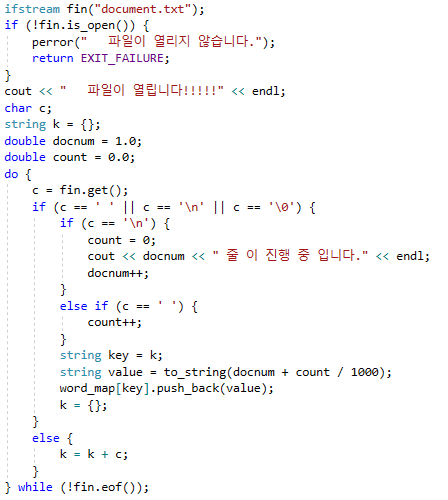 ifstream fin("document.txt");
if (!fin.is_open()) {
    perror("   파일이 열리지 않습니다.");
    return EXIT_FAILURE;
}
cout << "   파일이 열립니다!!!!!" << endl;
char c;
string k = {};
double docnum = 1.0;
double count = 0.0;
do {
    c = fin.get();
    if (c == ' ' || c == '\n' || c == '\0') {
        if (c == '\n') {
            count = 0;
            cout << docnum << " 줄 이 진행 중 입니다." << endl;
            docnum++;
        }
        else if (c == ' ') {
            count++;
        }
        string key = k;
        string value = to_string(docnum + count / 1000);
        word_map[key].push_back(value);
        k = {};
    }
    else {
        k = k + c;
    }
} while (!fin.eof());